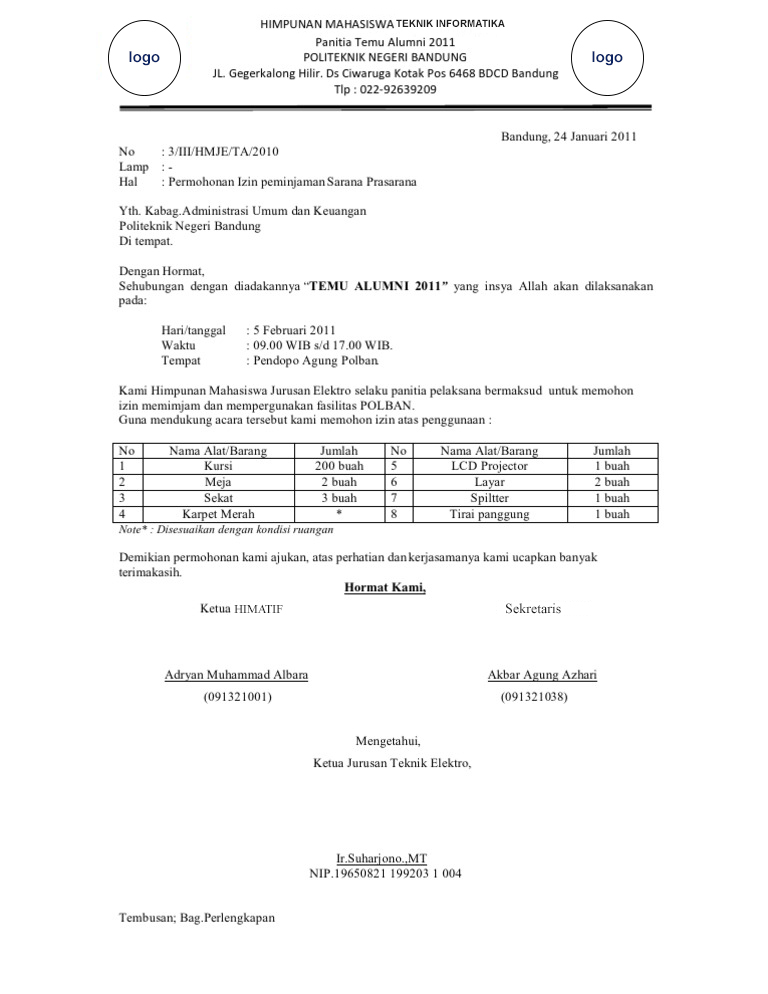 HIMPUNAN MAHASISWA TEKNIK INFORMATIKA
Panitia Temu Alumni 2011
POLITEKNIK NEGERI BANDUNG
JL. Gegerkalong Hilir. Ds Ciwaruga Kotak Pos 6468 BDCD Bandung
Tlp : 022-92639209
logo
logo
Bandung, 24 Januari 2011
No : 3/III/HMJE/TA/2010
Lamp : -
Hal : Permohonan Izin peminjaman Sarana Prasarana
Yth. Kabag.Administrasi Umum dan Keuangan
Politeknik Negeri Bandung
Di tempat.
Dengan Hormat,
Sehubungan dengan diadakannya “TEMU ALUMNI 2011” yang insya Allah akan dilaksanakan
pada:
Hari/tanggal : 5 Februari 2011
Waktu : 09.00 WIB s/d 17.00 WIB.
Tempat : Pendopo Agung Polban.
Kami Himpunan Mahasiswa Jurusan Elektro selaku panitia pelaksana bermaksud untuk memohon
izin memimjam dan mempergunakan fasilitas POLBAN.
Guna mendukung acara tersebut kami memohon izin atas penggunaan :
No Nama Alat/Barang Jumlah No Nama Alat/Barang Jumlah
1 Kursi 200 buah 5 LCD Projector 1 buah
2 Meja 2 buah 6 Layar 2 buah
3 Sekat 3 buah 7 Spiltter 1 buah
4 Karpet Merah * 8 Tirai panggung 1 buah
Note* : Disesuaikan dengan kondisi ruangan
Demikian permohonan kami ajukan, atas perhatian dan kerjasamanya kami ucapkan banyak
terimakasih.
Hormat Kami,
Ketua HIMATIF Sekretaris
Adryan Muhammad Albara Akbar Agung Azhari
(091321001) (091321038)
Mengetahui,
Ketua Jurusan Teknik Elektro,
Ir.Suharjono.,MT
NIP.19650821 199203 1 004
Tembusan; Bag.Perlengkapan